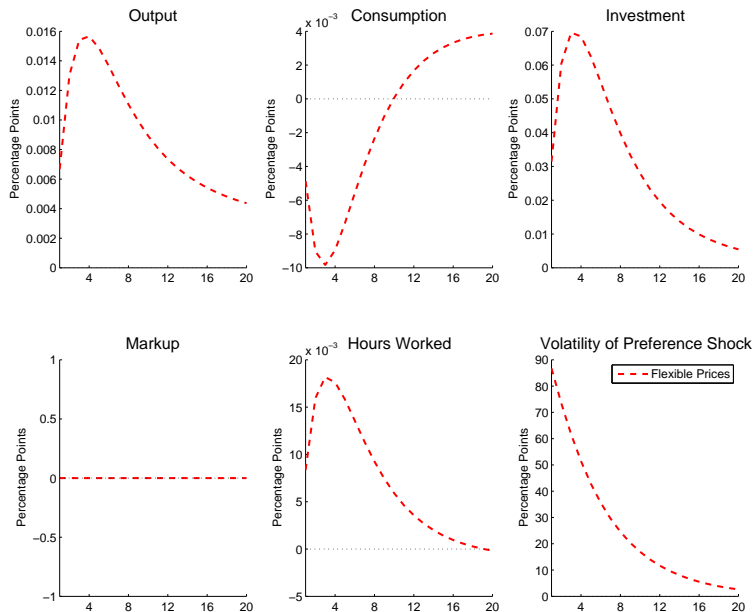 Output
Percentage Points
0.016
0.014
0.012
0.01
0.008
0.006
0.004
0.002
0
4 8 12 16 20
Consumption
x 10⁻³
Percentage Points
4
2
0
−2
−4
−6
−8
−10
4 8 12 16 20
Investment
Percentage Points
0.07
0.06
0.05
0.04
0.03
0.02
0.01
0
4 8 12 16 20
Markup
Percentage Points
1
0.5
0
−0.5
−1
4 8 12 16 20
Hours Worked
x 10⁻³
Percentage Points
20
15
10
5
0
−5
4 8 12 16 20
Volatility of Preference Shock
Percentage Points
90
80
70
60
50
40
30
20
10
0
4 8 12 16 20
Flexible Prices